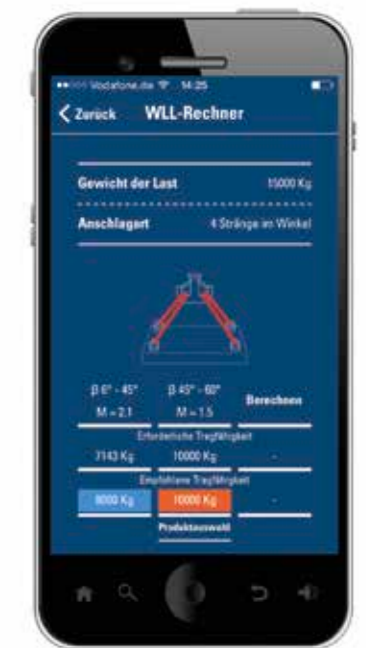 Vodafone.de 14:25
Zurück WLL-Rechner
Gewicht der Last 15000 Kg
Anschlagart 4 Stränge im Winkel
β 6° - 45° β 45° - 60° Berechnen
M = 2.1 M = 1.5
Erforderliche Tragfähigkeit
7143 Kg 10000 Kg -
Empfohlene Tragfähigkeit
8000 Kg 10000 Kg -
Produktauswahl